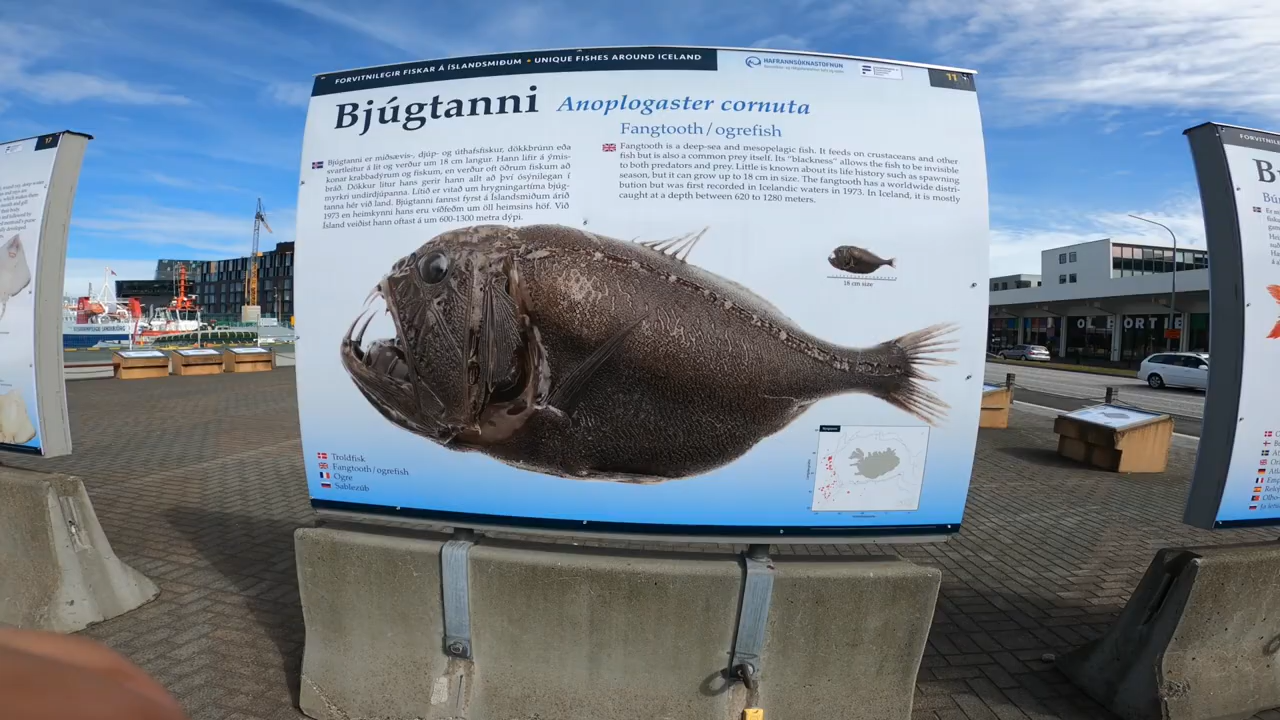 FORVITNILEGIR FISKAR Á ÍSLANDSMIÐUM • UNIQUE FISHES AROUND ICELAND
HAFRANNSÓKNASTOFNUN
11
Bjúgtanni Anoplogaster cornuta
Fangtooth / ogrefish
Bjúgtanni er miðsævis-, djúp- og úthafsfiskur, dökkbrúnn eða
svartleitur á lit og verður um 18 cm langur. Hann lifir á ýmis-
konar krabbadýrum og fiskum, en verður oft öðrum fiskum að
bráð. Dökkur litur hans gerir hann allt að því ósýnilegan í
myrkri undirdjúpanna. Lítið er vitað um hrygningartíma bjúg-
tanna hér við land. Bjúgtanni fannst fyrst á Íslandsmiðum árið
1973 en heimkynni hans eru víðfeðm um öll heimsins höf. Við
Ísland veiðist hann oftast á um 600-1300 metra dýpi.
Fangtooth is a deep-sea and mesopelagic fish. It feeds on crustaceans and other
fish but is also a common prey itself. Its "blackness" allows the fish to be invisible
to both predators and prey. Little is known about its life history such as spawning
season, but it can grow up to 18 cm in size. The fangtooth has a worldwide distri-
bution but was first recorded in Icelandic waters in 1973. In Iceland, it is mostly
caught at a depth between 620 to 1280 meters.
18 cm size
Troldfisk
Fangtooth / ogrefish
Ogre
Sablezub
17